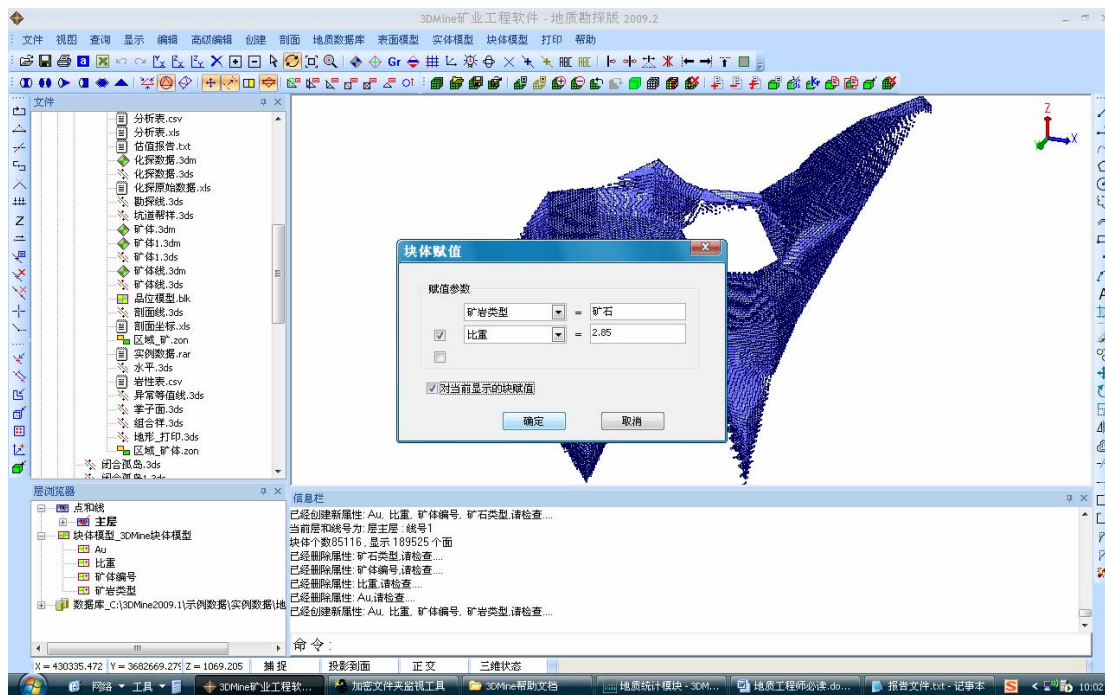 3DMine矿业工程软件 - 地质勘探版 2009.2
文件 视图 查询 显示 编辑 高级编辑 创建 剖面 地质数据库 表面模型 实体模型 块体模型 打印 帮助
文件
分析表.csv
分析表.xls
估值报告.txt
化探数据.3dm
化探数据.3ds
化探原始数据.xls
勘探线.3ds
坑道帮样.3ds
矿体.3dm
矿体1.3dm
矿体1.3ds
矿体线.3dm
矿体线.3ds
品位模型.blk
剖面线.3ds
剖面坐标.xls
区域_矿.zon
实例数据.rar
水平.3ds
岩性表.csv
异常等值线.3ds
掌子面.3ds
组合样.3ds
地形_打印.3ds
区域_矿体.zon
闭合孤岛.3ds
闭合孤岛1.3ds
Z
X
块体赋值
赋值参数
矿岩类型 = 矿石
比重 = 2.85
对当前显示的块赋值
确定 取消
层浏览器
点和线
主层
块体模型_3DMine块体模型
Au
比重
矿体编号
矿岩类型
数据库_C:\3DMine2009.1\示例数据\实例数据\地
信息栏
已经创建新属性: Au, 比重, 矿体编号, 矿石类型,请检查....
当前层和线号为: 层主层 : 线号1
块体个数85116 , 显示 189525 个面
已经删除属性: 矿石类型,请检查....
已经删除属性: 矿体编号,请检查....
已经删除属性: 比重,请检查....
已经删除属性: Au,请检查....
已经创建新属性: Au, 比重, 矿体编号, 矿岩类型,请检查....
命令:
X = 430335.472 Y = 3682669.279 Z = 1069.205 捕捉 投影到面 正交 三维状态
网络 工具 3DMine矿业工程软... 加密文件夹监视工具 3DMine帮助文档 地质统计模块 - 3DM... 地质工程师必读.do... 报告文件.txt - 记事本 10:02